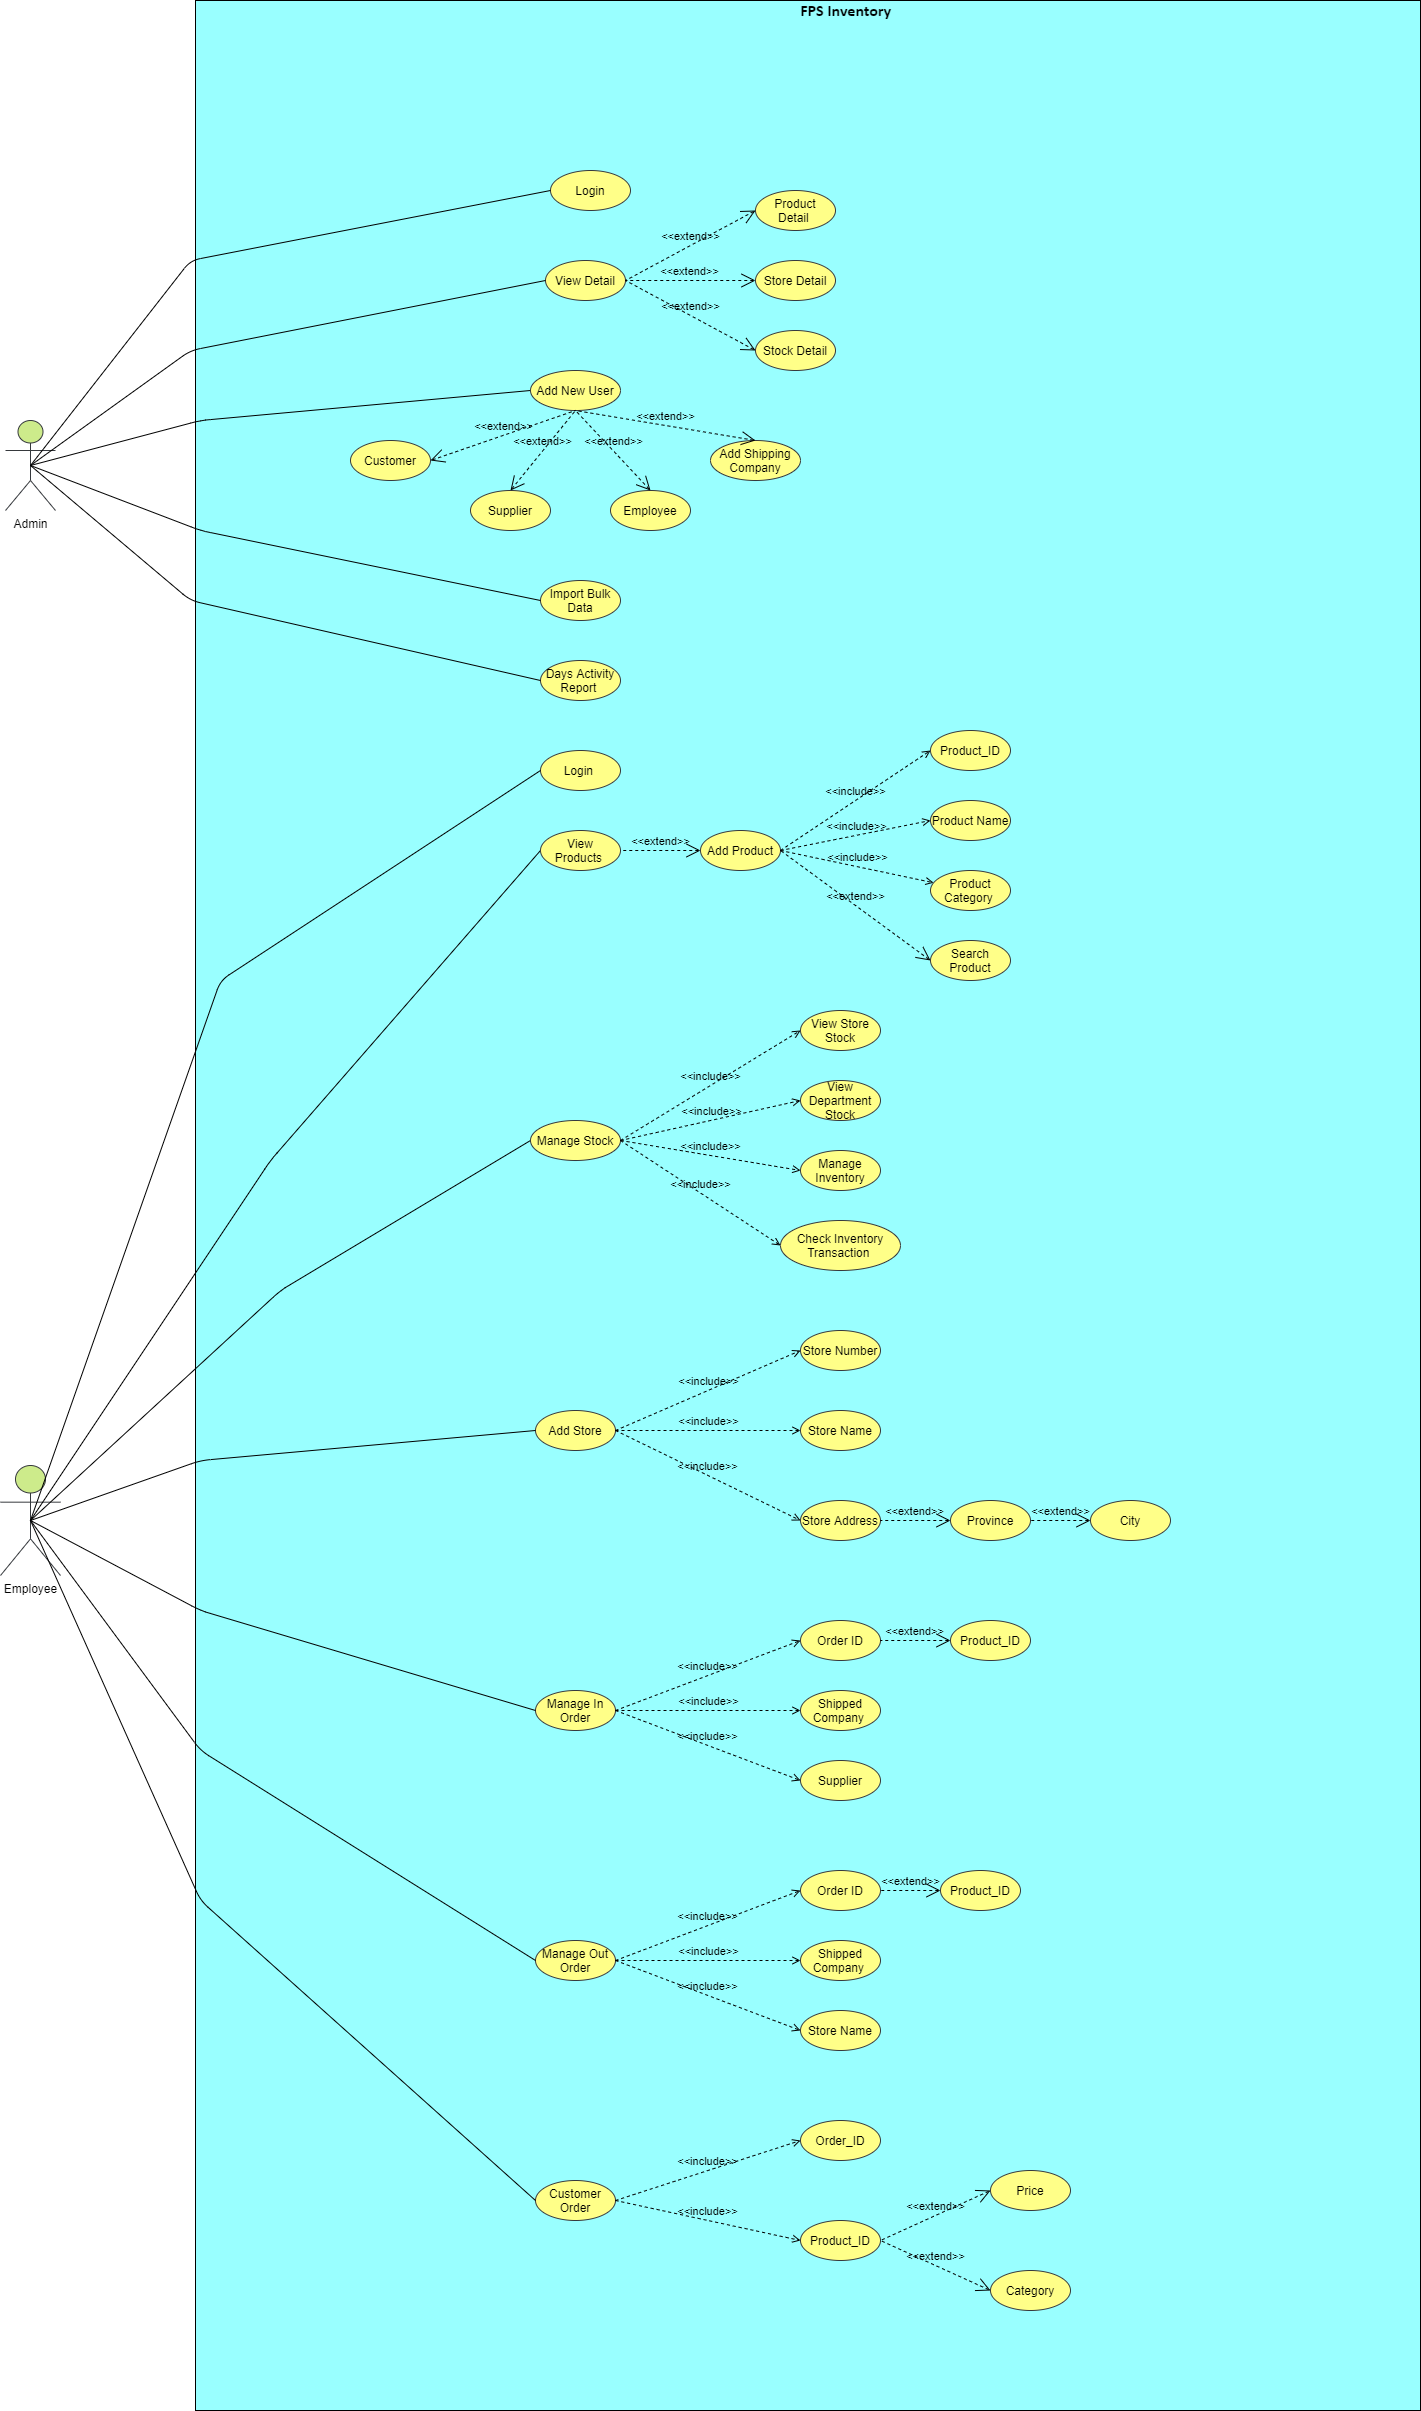 FPS Inventory
Login
Product
Detail
<<extend>>
View Detail
<<extend>>
Store Detail
<<extend>>
Stock Detail
Add New User
<<extend>>
<<extend>>
<<extend>>
<<extend>>
Customer
Add Shipping
Company
Supplier
Employee
Admin
Import Bulk
Data
Days Activity
Report
Login
Product_ID
<<include>>
View
Products
<<extend>>
Add Product
<<include>>
Product Name
<<include>>
Product
Category
<<extend>>
Search
Product
View Store
Stock
<<include>>
View
Department
Stock
<<include>>
Manage Stock
<<include>>
Manage
Inventory
<<include>>
Check Inventory
Transaction
Store Number
<<include>>
Add Store
<<include>>
Store Name
<<include>>
Store Address
<<extend>>
Province
<<extend>>
City
Employee
Order ID
<<extend>>
Product_ID
<<include>>
Manage In
Order
<<include>>
Shipped
Company
<<include>>
Supplier
Order ID
<<extend>>
Product_ID
<<include>>
Manage Out
Order
<<include>>
Shipped
Company
<<include>>
Store Name
Order_ID
<<include>>
Customer
Order
<<include>>
Price
<<extend>>
Product_ID
<<extend>>
Category